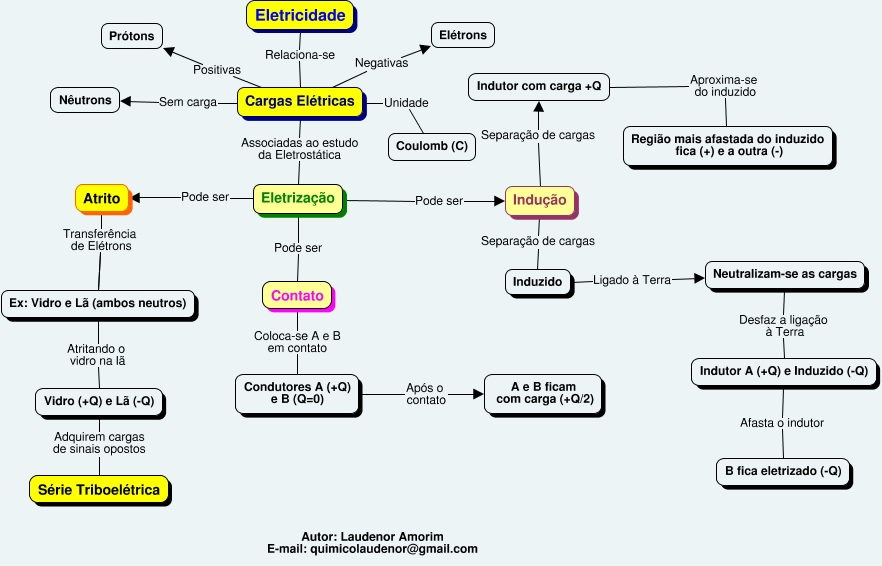 Eletricidade
Relaciona-se
Prótons
Positivas
Elétrons
Negativas
Nêutrons
Sem carga
Cargas Elétricas
Unidade
Coulomb (C)
Associadas ao estudo
da Eletrostática
Indutor com carga +Q
Aproxima-se
do induzido
Região mais afastada do induzido
fica (+) e a outra (-)
Separação de cargas
Atrito
Pode ser
Eletrização
Pode ser
Indução
Transferência
de Elétrons
Pode ser
Separação de cargas
Ex: Vidro e Lã (ambos neutros)
Contato
Induzido
Ligado à Terra
Neutralizam-se as cargas
Atritando o
vidro na lã
Coloca-se A e B
em contato
Desfaz a ligação
à Terra
Vidro (+Q) e Lã (-Q)
Condutores A (+Q)
e B (Q=0)
Após o
contato
A e B ficam
com carga (+Q/2)
Indutor A (+Q) e Induzido (-Q)
Adquirem cargas
de sinais opostos
Afasta o indutor
Série Triboelétrica
B fica eletrizado (-Q)
Autor: Laudenor Amorim
E-mail: quimicolaudenor@gmail.com